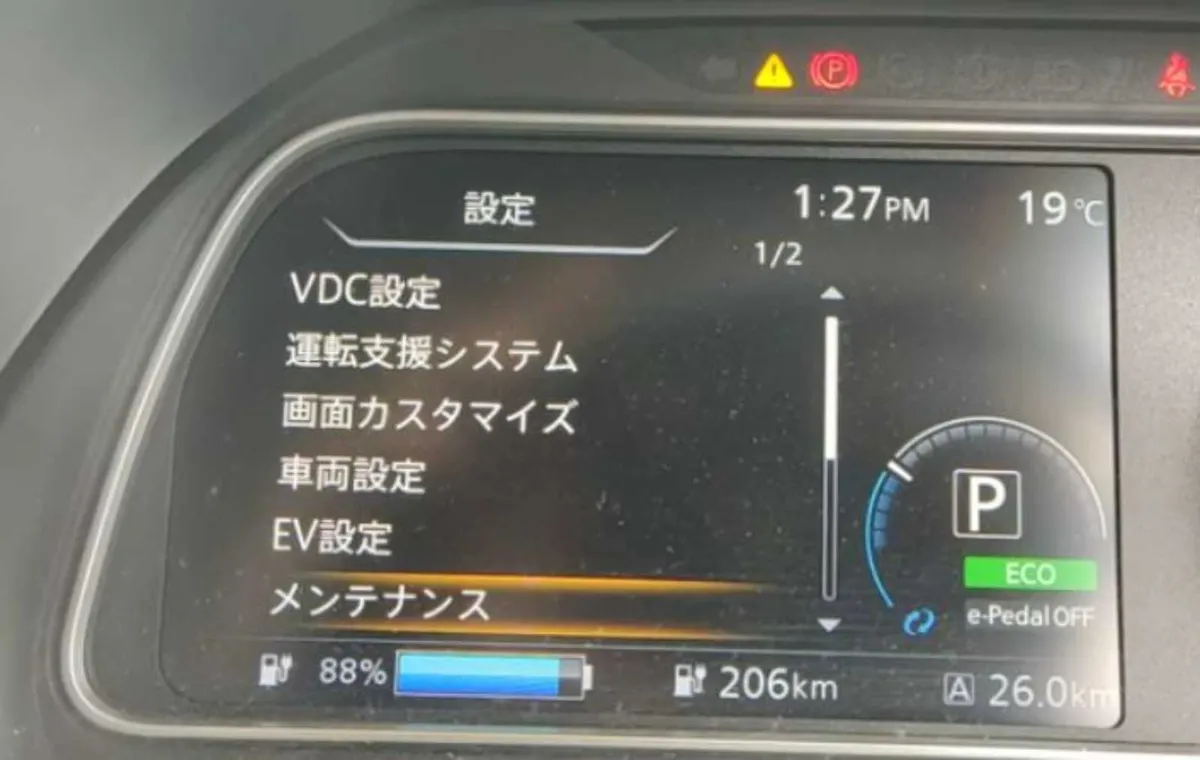 P
設定
1:27PM
19℃
1/2
VDC設定
運転支援システム
画面カスタマイズ
車両設定
EV設定
メンテナンス
P
ECO
e-Pedal OFF
88%
206km
A 26.0km